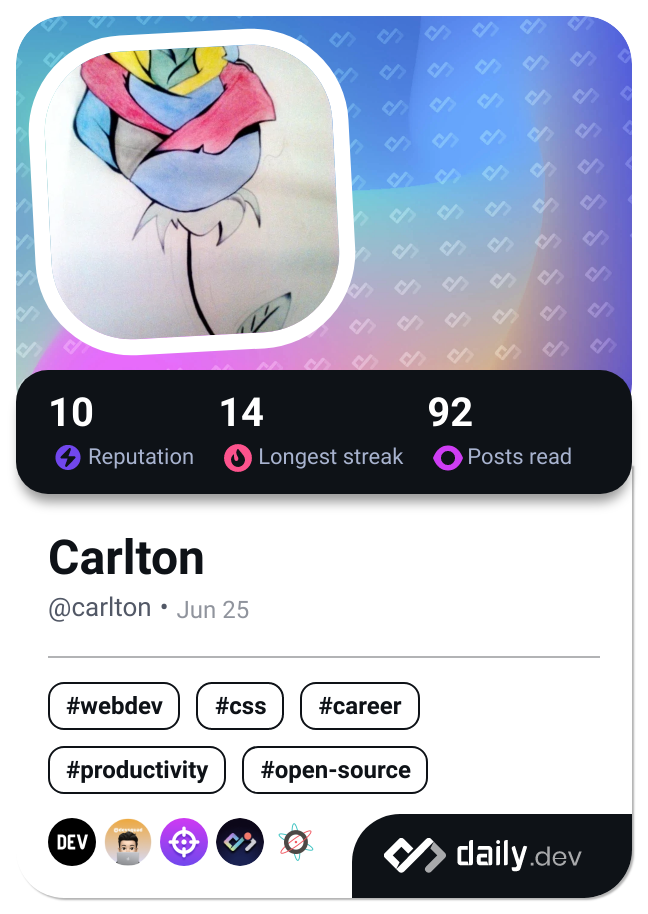 10 14 92
Reputation Longest streak Posts read
Carlton
@carlton • Jun 25
#webdev #css #career
#productivity #open-source
DEV
daily.dev